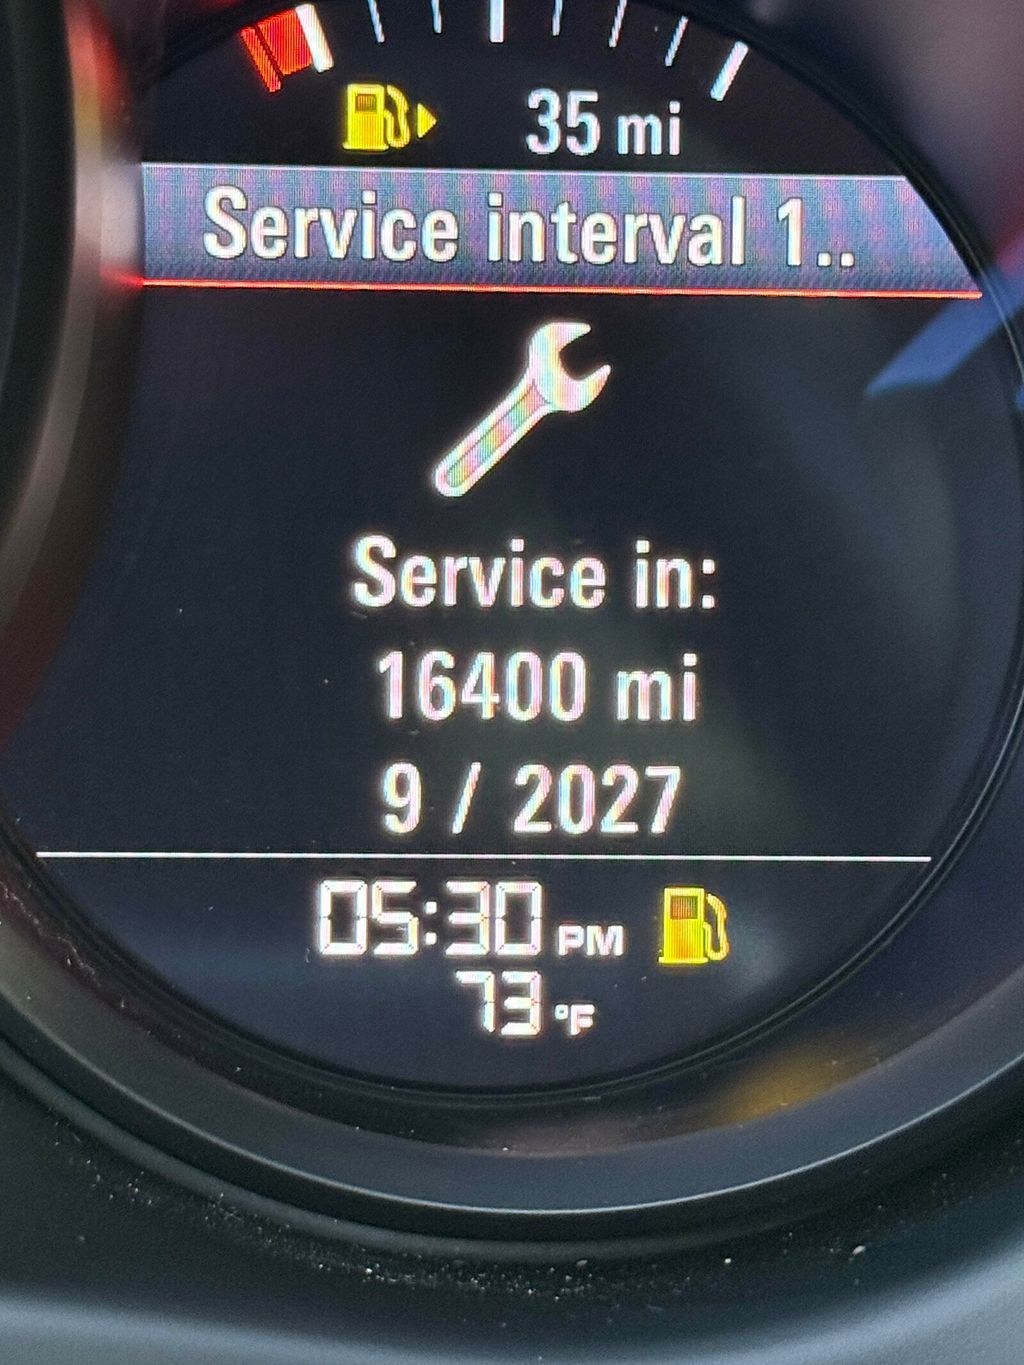 35 mi
Service interval 1..
Service in:
16400 mi
9 / 2027
05:30 PM
73 °F